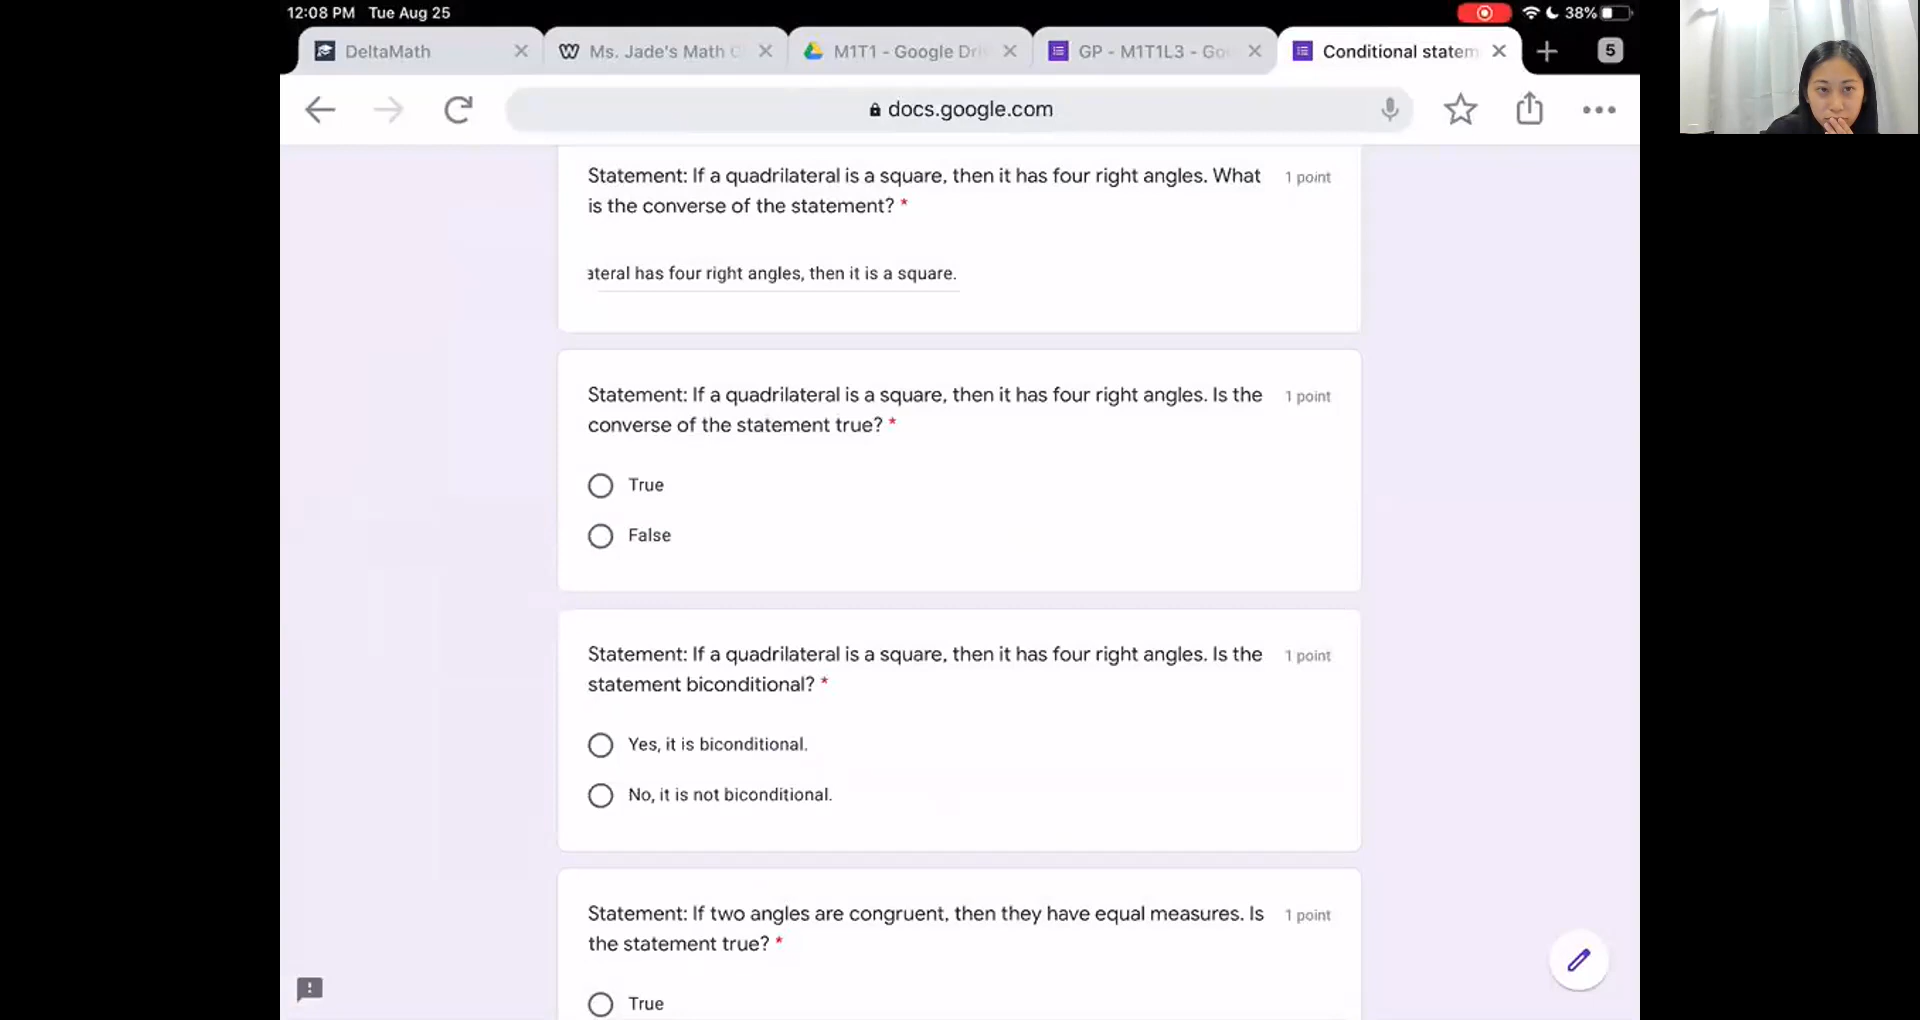 12:08 PM Tue Aug 25
38%
DeltaMath
Ms. Jade's Math C
M1T1 - Google Dri
GP - M1T1L3 - Go
Conditional statem
5
docs.google.com
Statement: If a quadrilateral is a square, then it has four right angles. What 1 point
is the converse of the statement? *
ateral has four right angles, then it is a square.
Statement: If a quadrilateral is a square, then it has four right angles. Is the 1 point
converse of the statement true? *
True
False
Statement: If a quadrilateral is a square, then it has four right angles. Is the 1 point
statement biconditional? *
Yes, it is biconditional.
No, it is not biconditional.
Statement: If two angles are congruent, then they have equal measures. Is 1 point
the statement true? *
True